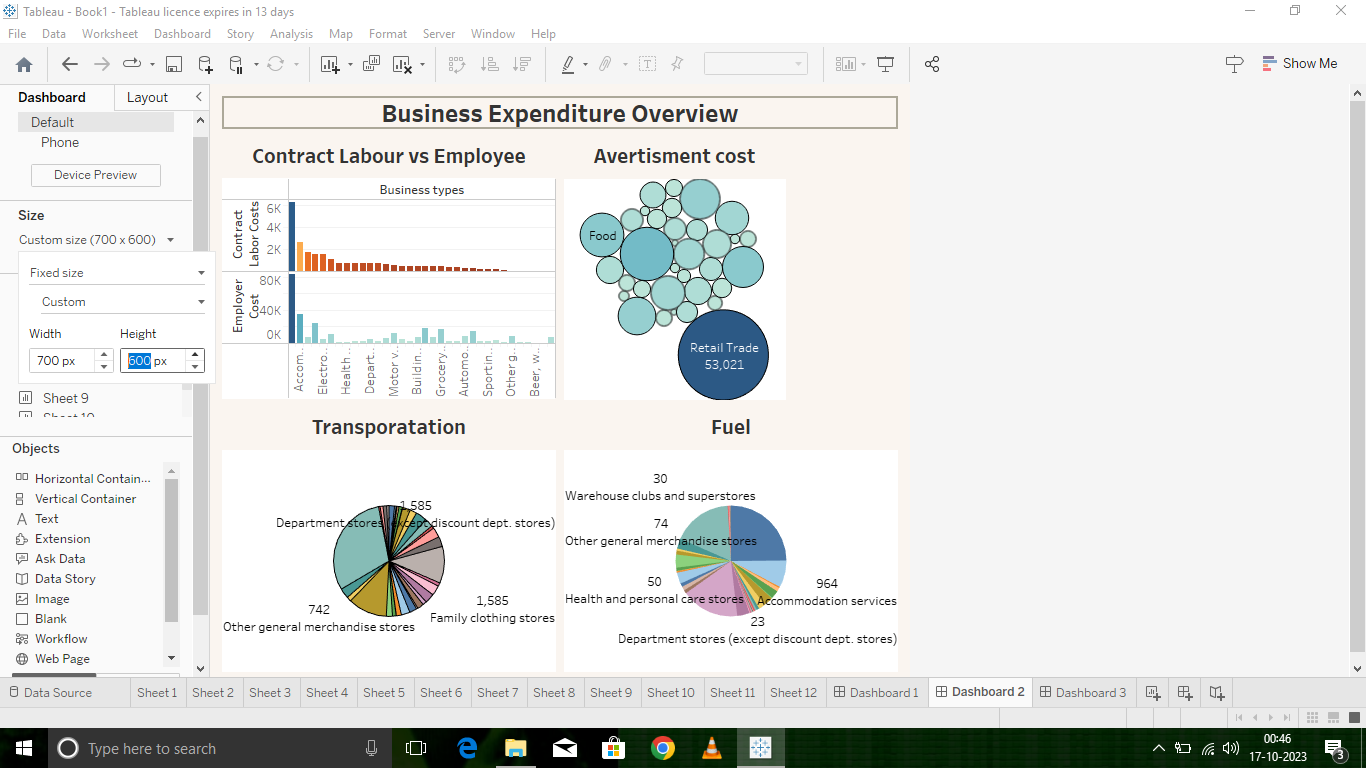 Tableau - Book1 - Tableau licence expires in 13 days
File Data Worksheet Dashboard Story Analysis Map Format Server Window Help
Show Me
Dashboard Layout
Default
Phone
Device Preview
Size
Custom size (700 x 600)
Fixed size
Custom
Width Height
700 px 600 px
Sheet 9
Sheet 10
Objects
Horizontal Contain...
Vertical Container
Text
Extension
Ask Data
Data Story
Image
Blank
Workflow
Web Page
Business Expenditure Overview
Contract Labour vs Employee
Business types
Contract
Labor Costs
6K
4K
2K
Employer
Cost
80K
40K
0K
Accom..
Electro..
Health ..
Depart..
Motor v..
Buildin..
Grocery..
Automo..
Sportin..
Other g..
Beer, w..
Avertisment cost
Food
Retail Trade
53,021
Transporatation
1,585
Department stores (except discount dept. stores)
1,585
Family clothing stores
742
Other general merchandise stores
Fuel
30
Warehouse clubs and superstores
74
Other general merchandise stores
50
Health and personal care stores
964
Accommodation services
23
Department stores (except discount dept. stores)
Data Source Sheet 1 Sheet 2 Sheet 3 Sheet 4 Sheet 5 Sheet 6 Sheet 7 Sheet 8 Sheet 9 Sheet 10 Sheet 11 Sheet 12 Dashboard 1 Dashboard 2 Dashboard 3
Type here to search
00:46
17-10-2023
3